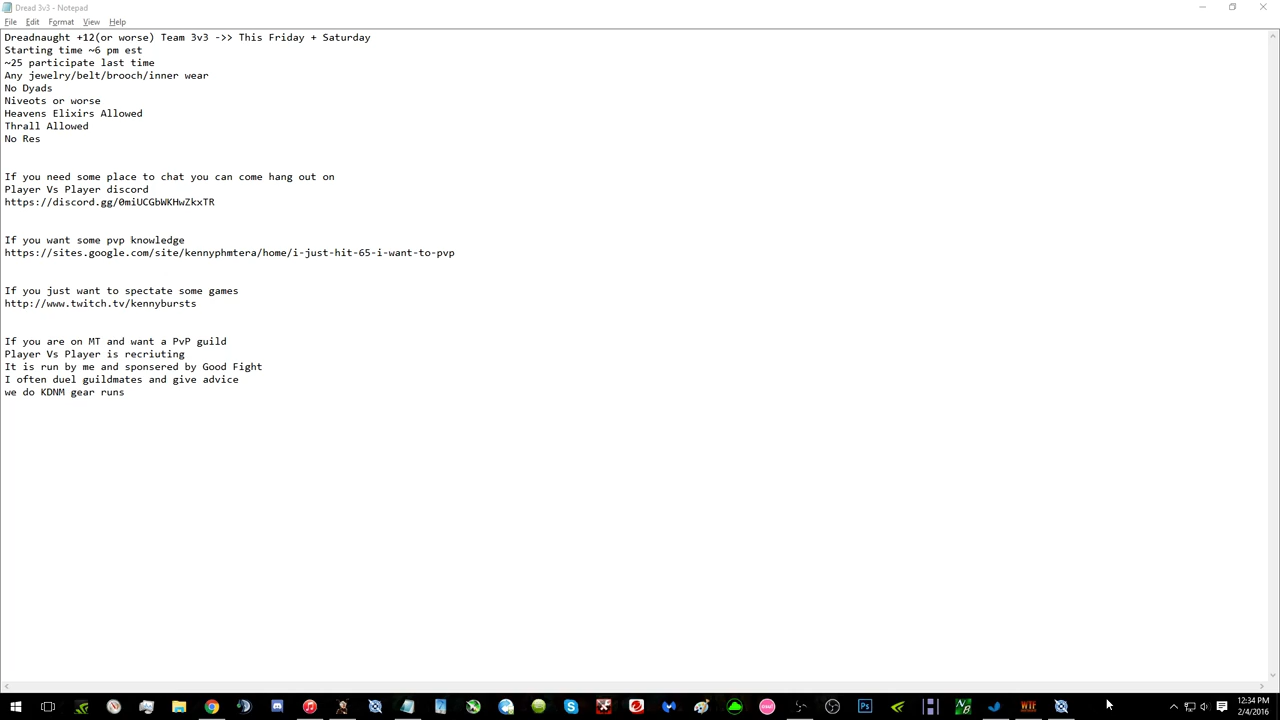 Dread 3v3 - Notepad
File Edit Format View Help
Dreadnaught +12(or worse) Team 3v3 ->> This Friday + Saturday
Starting time ~6 pm est
~25 participate last time
Any jewelry/belt/brooch/inner wear
No Dyads
Niveots or worse
Heavens Elixirs Allowed
Thrall Allowed
No Res
If you need some place to chat you can come hang out on
Player Vs Player discord
https://discord.gg/0miUCGbWKHwZkxTR
If you want some pvp knowledge
https://sites.google.com/site/kennyphmtera/home/i-just-hit-65-i-want-to-pvp
If you just want to spectate some games
http://www.twitch.tv/kennybursts
If you are on MT and want a PvP guild
Player Vs Player is recriuting
It is run by me and sponsered by Good Fight
I often duel guildmates and give advice
we do KDNM gear runs
12:34 PM
2/4/2016